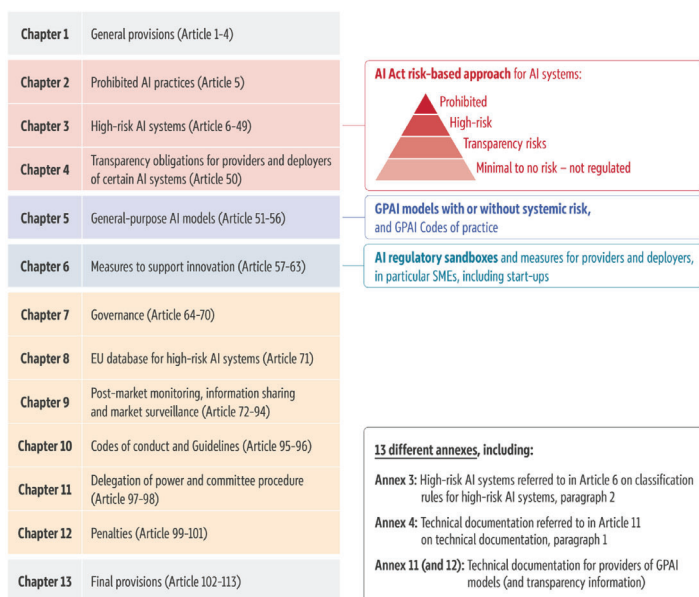 Chapter 1
General provisions (Article 1-4)
Chapter 2
Prohibited AI practices (Article 5)
Chapter 3
High-risk AI systems (Article 6-49)
Chapter 4
Transparency obligations for providers and deployers
of certain AI systems (Article 50)
Chapter 5
General-purpose AI models (Article 51-56)
Chapter 6
Measures to support innovation (Article 57-63)
Chapter 7
Governance (Article 64-70)
Chapter 8
EU database for high-risk AI systems (Article 71)
Chapter 9
Post-market monitoring, information sharing
and market surveillance (Article 72-94)
Chapter 10
Codes of conduct and Guidelines (Article 95-96)
Chapter 11
Delegation of power and committee procedure
(Article 97-98)
Chapter 12
Penalties (Article 99-101)
Chapter 13
Final provisions (Article 102-113)
AI Act risk-based approach for AI systems:
Prohibited
High-risk
Transparency risks
Minimal to no risk – not regulated
GPAI models with or without systemic risk,
and GPAI Codes of practice
AI regulatory sandboxes and measures for providers and deployers,
in particular SMEs, including start-ups
13 different annexes, including:
Annex 3: High-risk AI systems referred to in Article 6 on classification
rules for high-risk AI systems, paragraph 2
Annex 4: Technical documentation referred to in Article 11
on technical documentation, paragraph 1
Annex 11 (and 12): Technical documentation for providers of GPAI
models (and transparency information)